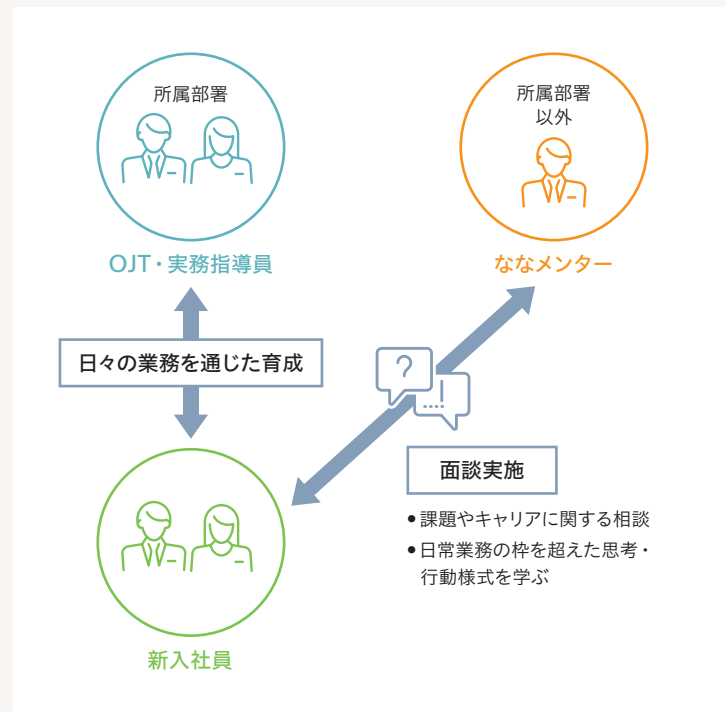 所属部署
OJT・実務指導員
所属部署
以外
ななメンター
日々の業務を通じた育成
?
....!
面談実施
●課題やキャリアに関する相談
●日常業務の枠を超えた思考・
行動様式を学ぶ
新入社員